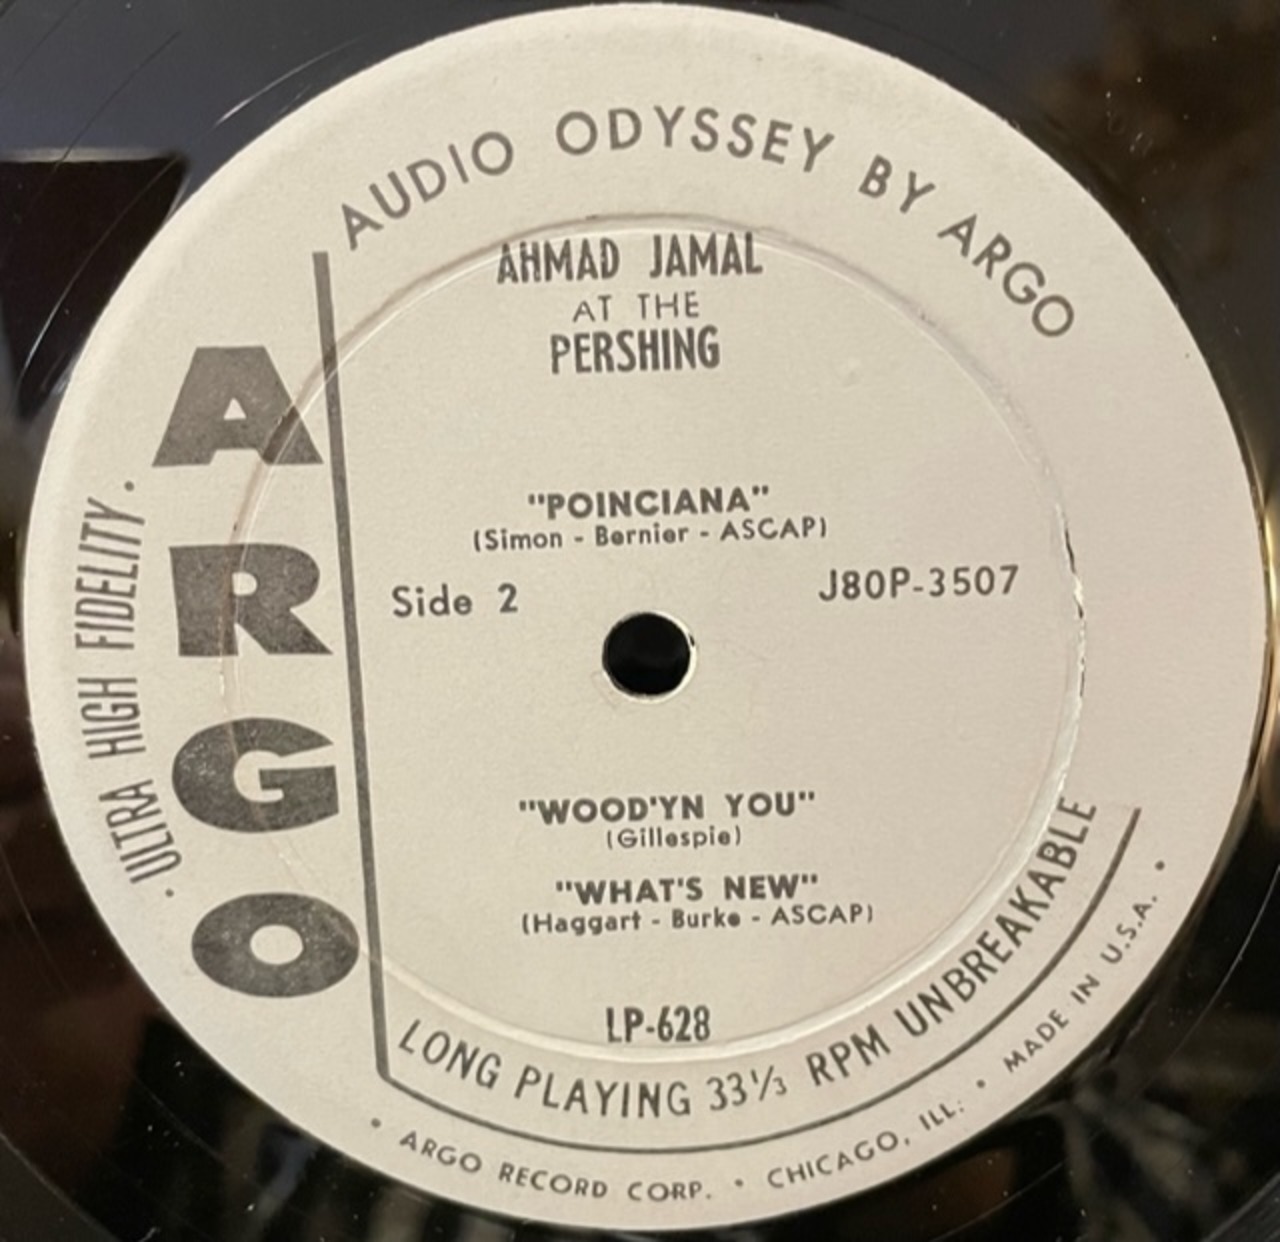 AUDIO ODYSSEY BY ARGO
AHMAD JAMAL
AT THE
PERSHING
"POINCIANA"
(Simon - Bernier - ASCAP)
Side 2
J80P-3507
"WOOD'YN YOU"
(Gillespie)
"WHAT'S NEW"
(Haggart - Burke - ASCAP)
LP-628
LONG PLAYING 33⅓ RPM UNBREAKABLE
ARGO
• ULTRA HIGH FIDELITY •
• ARGO RECORD CORP. • CHICAGO, ILL. • MADE IN U.S.A. •